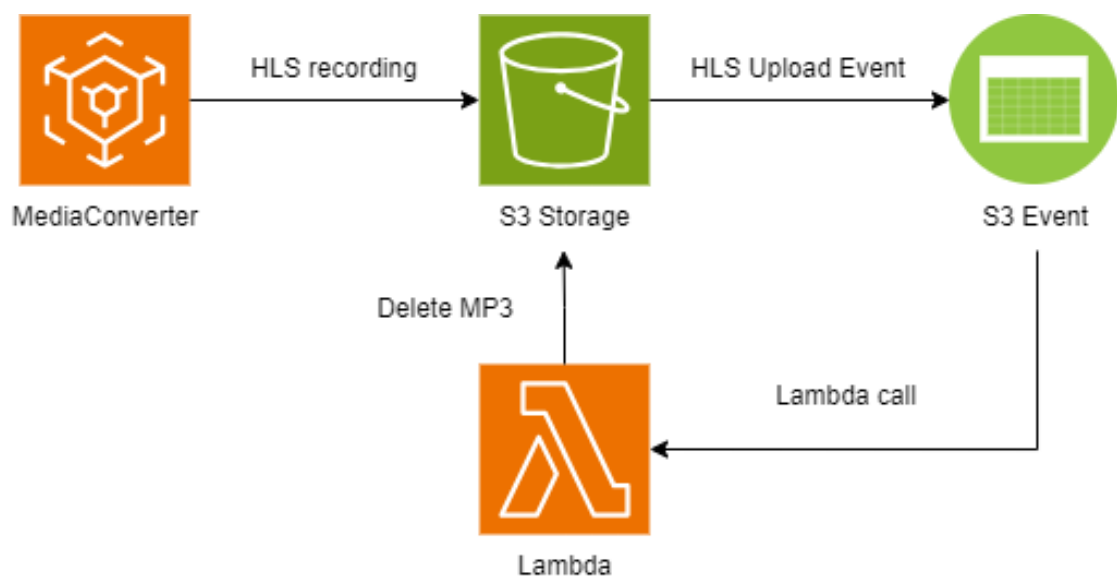 HLS recording
HLS Upload Event
MediaConverter
S3 Storage
S3 Event
Delete MP3
Lambda call
Lambda